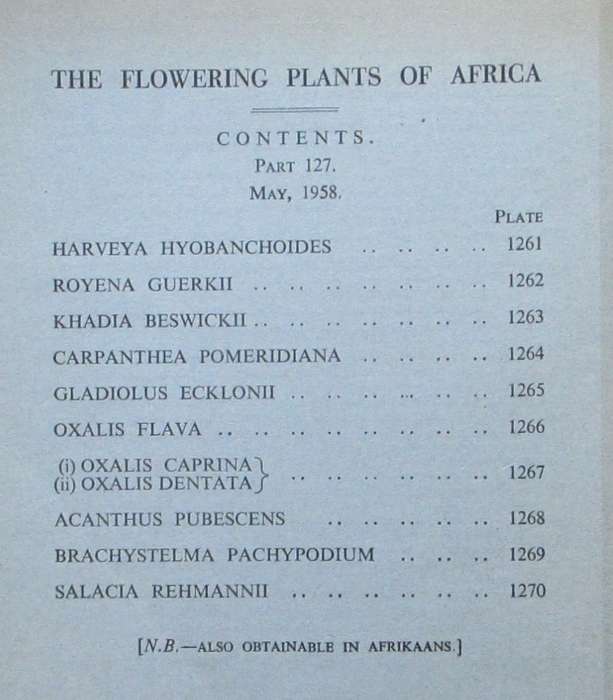 THE FLOWERING PLANTS OF AFRICA
CONTENTS.
PART 127.
MAY, 1958.
PLATE
HARVEYA HYOBANCHOIDES .. .. .. .. 1261
ROYENA GUERKII .. .. .. .. .. .. .. 1262
KHADIA BESWICKII .. .. .. .. .. .. .. 1263
CARPANTHEA POMERIDIANA .. .. .. .. 1264
GLADIOLUS ECKLONII .. .. .. ... .. .. 1265
OXALIS FLAVA .. .. .. .. .. .. .. .. 1266
(i) OXALIS CAPRINA
(ii) OXALIS DENTATA } .. .. .. .. .. .. 1267
ACANTHUS PUBESCENS .. .. .. .. .. 1268
BRACHYSTELMA PACHYPODIUM .. .. .. 1269
SALACIA REHMANNII .. .. .. .. .. .. 1270
[N.B.—ALSO OBTAINABLE IN AFRIKAANS.]